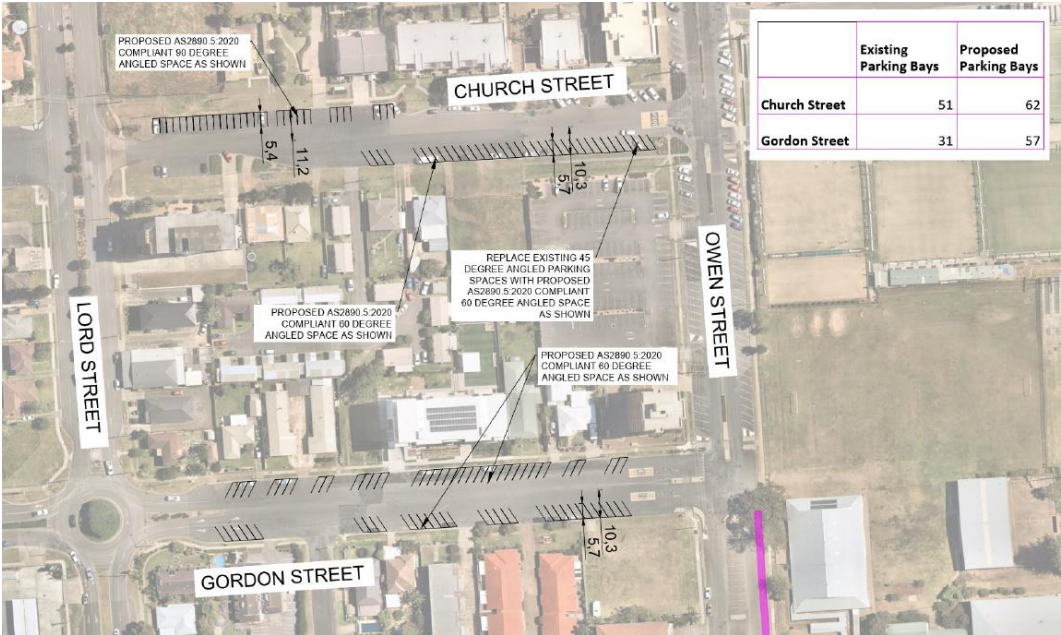 PROPOSED AS2890.5:2020
COMPLIANT 90 DEGREE
ANGLED SPACE AS SHOWN
CHURCH STREET
Existing
Parking Bays
Proposed
Parking Bays
Church Street 51 62
Gordon Street 31 57
5,4
11,2
10,3
5,7
REPLACE EXISTING 45
DEGREE ANGLED PARKING
SPACES WITH PROPOSED
AS2890.5:2020 COMPLIANT
60 DEGREE ANGLED SPACE
AS SHOWN
PROPOSED AS2890.5:2020
COMPLIANT 60 DEGREE
ANGLED SPACE AS SHOWN
LORD STREET
OWEN STREET
PROPOSED AS2890.5:2020
COMPLIANT 60 DEGREE
ANGLED SPACE AS SHOWN
10,3
5,7
GORDON STREET